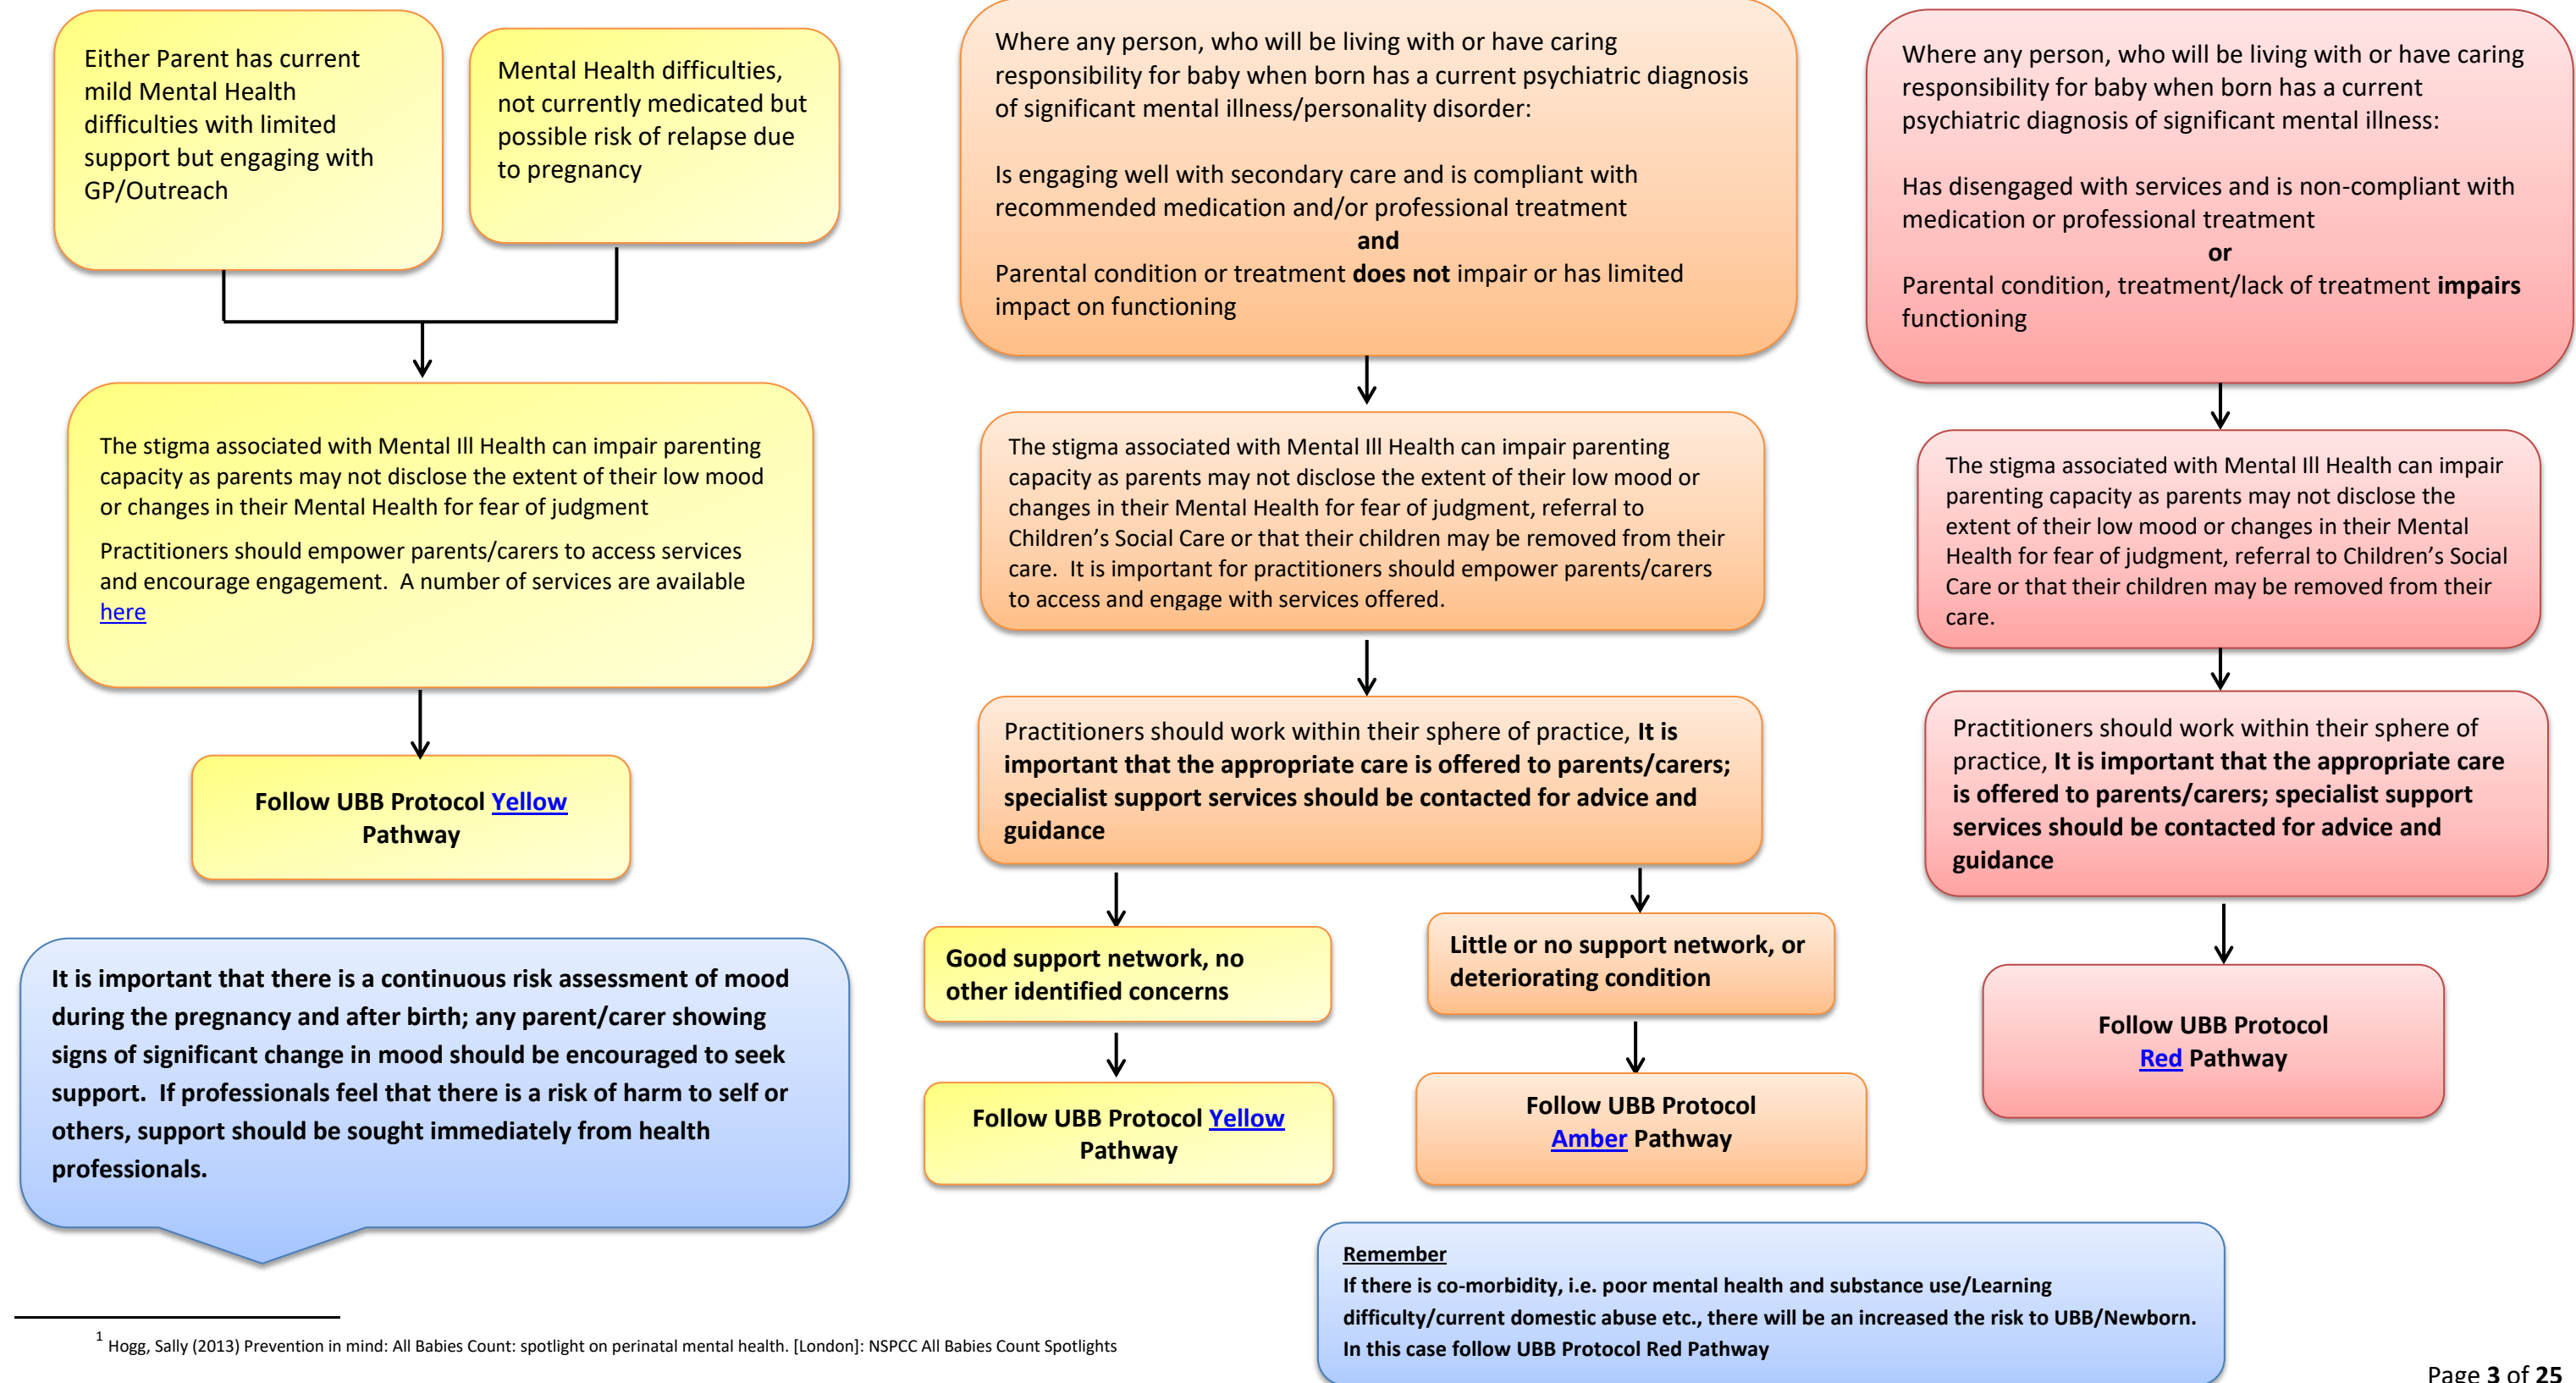 Either Parent has current
mild Mental Health
difficulties with limited
support but engaging with
GP/Outreach
Mental Health difficulties,
not currently medicated but
possible risk of relapse due
to pregnancy
The stigma associated with Mental Ill Health can impair parenting
capacity as parents may not disclose the extent of their low mood
or changes in their Mental Health for fear of judgment
Practitioners should empower parents/carers to access services
and encourage engagement.  A number of services are available
here
Follow UBB Protocol Yellow
Pathway
It is important that there is a continuous risk assessment of mood
during the pregnancy and after birth; any parent/carer showing
signs of significant change in mood should be encouraged to seek
support.  If professionals feel that there is a risk of harm to self or
others, support should be sought immediately from health
professionals.
Where any person, who will be living with or have caring
responsibility for baby when born has a current psychiatric diagnosis
of significant mental illness/personality disorder:
Is engaging well with secondary care and is compliant with
recommended medication and/or professional treatment
and
Parental condition or treatment does not impair or has limited
impact on functioning
The stigma associated with Mental Ill Health can impair parenting
capacity as parents may not disclose the extent of their low mood or
changes in their Mental Health for fear of judgment, referral to
Children’s Social Care or that their children may be removed from their
care.  It is important for practitioners should empower parents/carers
to access and engage with services offered.
Practitioners should work within their sphere of practice, It is
important that the appropriate care is offered to parents/carers;
specialist support services should be contacted for advice and
guidance
Good support network, no
other identified concerns
Follow UBB Protocol Yellow
Pathway
Little or no support network, or
deteriorating condition
Follow UBB Protocol
Amber Pathway
Where any person, who will be living with or have caring
responsibility for baby when born has a current
psychiatric diagnosis of significant mental illness:
Has disengaged with services and is non-compliant with
medication or professional treatment
or
Parental condition, treatment/lack of treatment impairs
functioning
The stigma associated with Mental Ill Health can impair
parenting capacity as parents may not disclose the
extent of their low mood or changes in their Mental
Health for fear of judgment, referral to Children’s Social
Care or that their children may be removed from their
care.
Practitioners should work within their sphere of
practice, It is important that the appropriate care
is offered to parents/carers; specialist support
services should be contacted for advice and
guidance
Follow UBB Protocol
Red Pathway
Remember
If there is co-morbidity, i.e. poor mental health and substance use/Learning
difficulty/current domestic abuse etc., there will be an increased the risk to UBB/Newborn.
In this case follow UBB Protocol Red Pathway
1 Hogg, Sally (2013) Prevention in mind: All Babies Count: spotlight on perinatal mental health. [London]: NSPCC All Babies Count Spotlights
Page 3 of 25